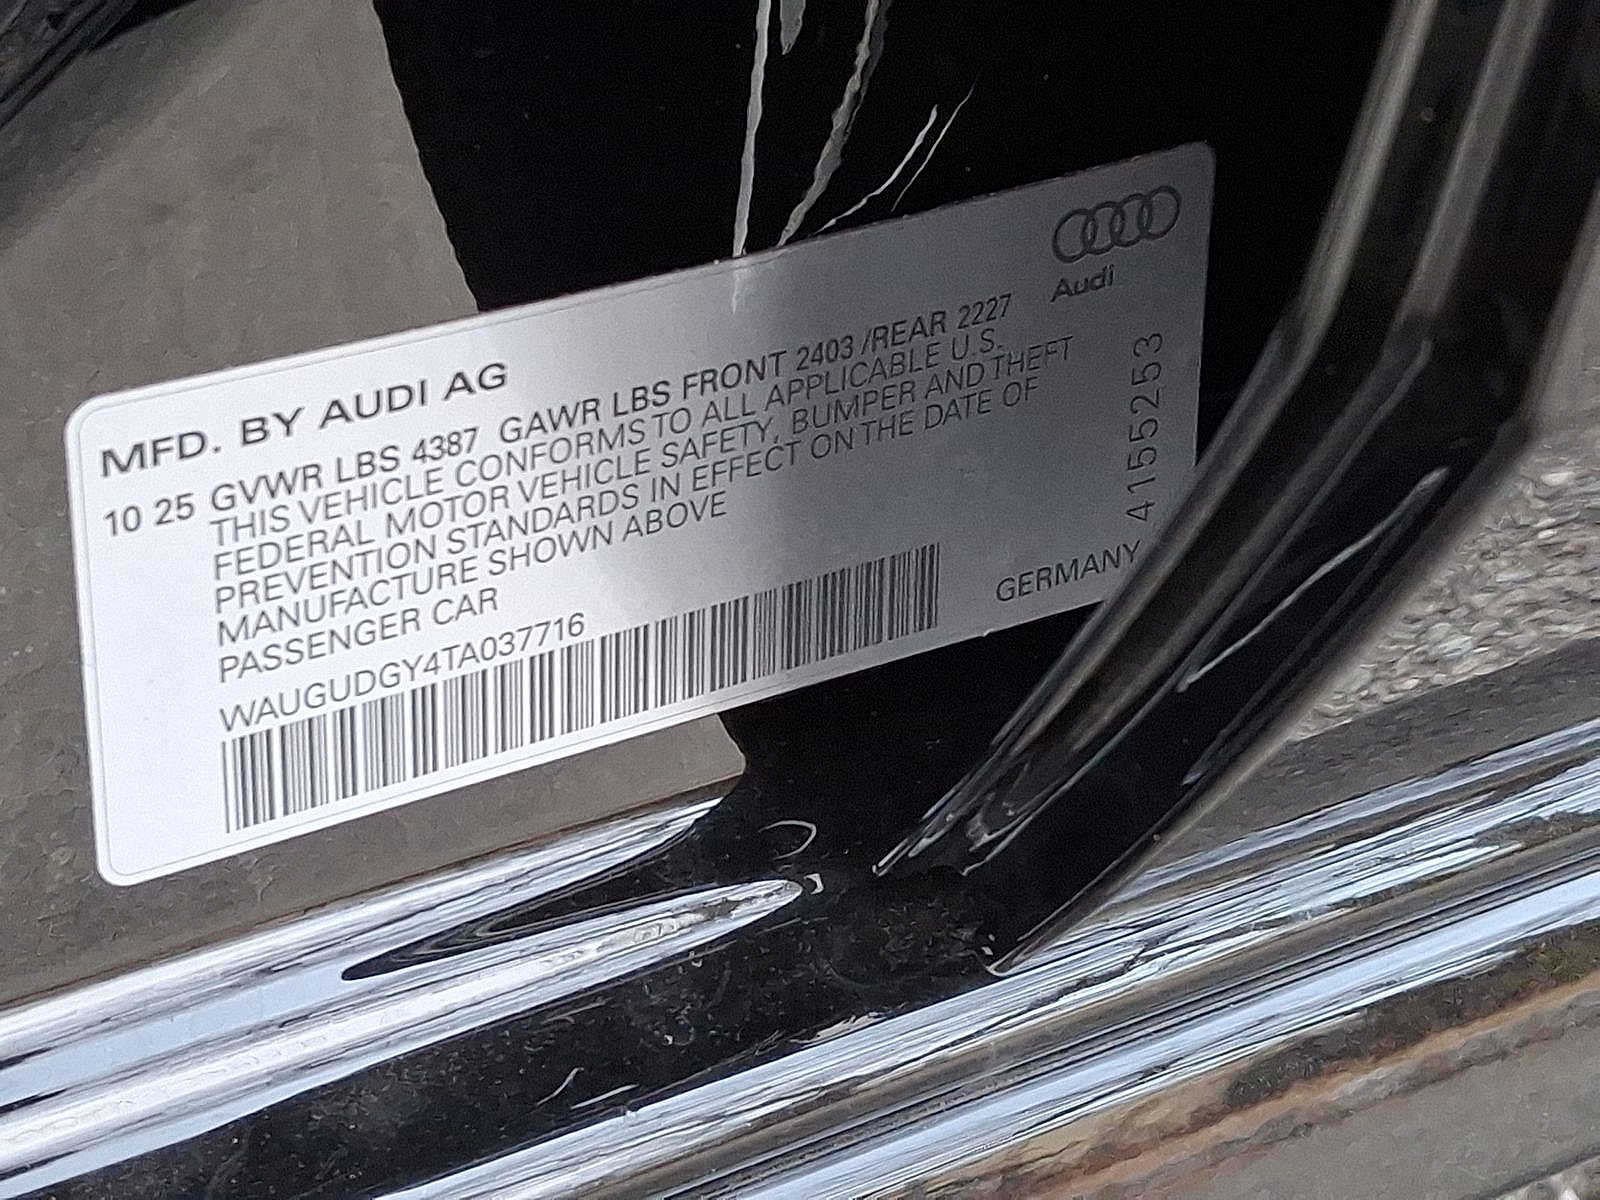 Audi
MFD. BY AUDI AG
10 25 GVWR LBS 4387 GAWR LBS FRONT 2403 /REAR 2227
THIS VEHICLE CONFORMS TO ALL APPLICABLE U.S.
FEDERAL MOTOR VEHICLE SAFETY, BUMPER AND THEFT
PREVENTION STANDARDS IN EFFECT ON THE DATE OF
MANUFACTURE SHOWN ABOVE
PASSENGER CAR
WAUGUDGY4TA037716
GERMANY
4155253